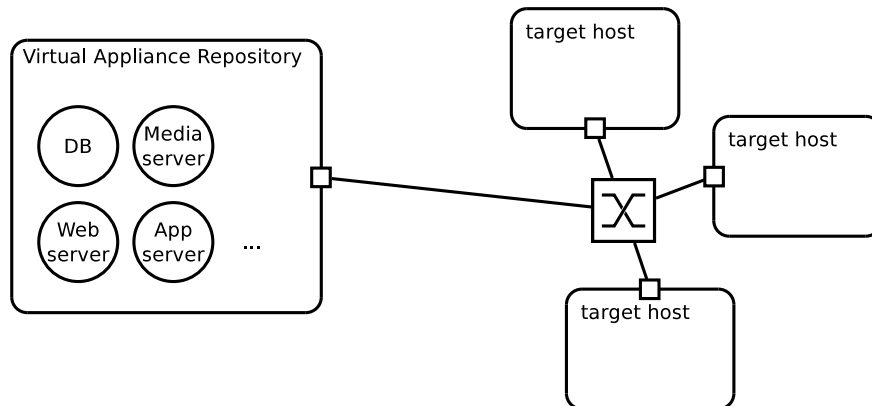 Virtual Appliance Repository
DB
Media
server
Web
server
App
server
...
target host
target host
target host